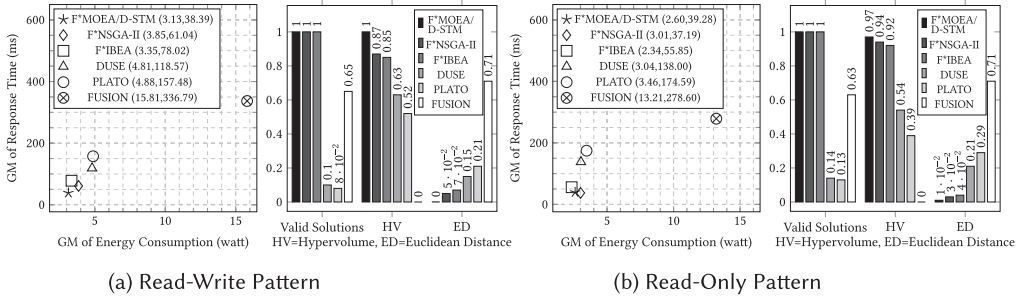 GM of Response Time (ms)
600
400
200
0
F*MOEA/D-STM (3.13,38.39)
F*NSGA-II (3.85,61.04)
F*IBEA (3.35,78.02)
DUSE (4.81,118.57)
PLATO (4.88,157.48)
FUSION (15.81,336.79)
5 10 15
GM of Energy Consumption (watt)
1
0.8
0.6
0.4
0.2
0
1 1 1 0.1 8 · 10⁻² 0.65
1 0.87 0.85 0.63 0.52 0
0 5 · 10⁻² 7 · 10⁻² 0.15 0.21 1
F*MOEA/
D-STM
F*NSGA-II
F*IBEA
DUSE
PLATO
FUSION
Valid Solutions HV ED
HV=Hypervolume, ED=Euclidean Distance
(a) Read-Write Pattern
GM of Response Time (ms)
600
400
200
0
F*MOEA/D-STM (2.60,39.28)
F*NSGA-II (3.01,37.19)
F*IBEA (2.34,55.85)
DUSE (3.04,138.00)
PLATO (3.46,174.59)
FUSION (13.21,278.60)
5 10 15
GM of Energy Consumption (watt)
1
0.8
0.6
0.4
0.2
0
1 1 1 0.14 0.13 0.63
0.97 0.94 0.92 0.54 0.39 0
1 · 10⁻² 3 · 10⁻² 4 · 10⁻² 0.21 0.29 0.71
F*MOEA/
D-STM
F*NSGA-II
F*IBEA
DUSE
PLATO
FUSION
Valid Solutions HV ED
HV=Hypervolume, ED=Euclidean Distance
(b) Read-Only Pattern